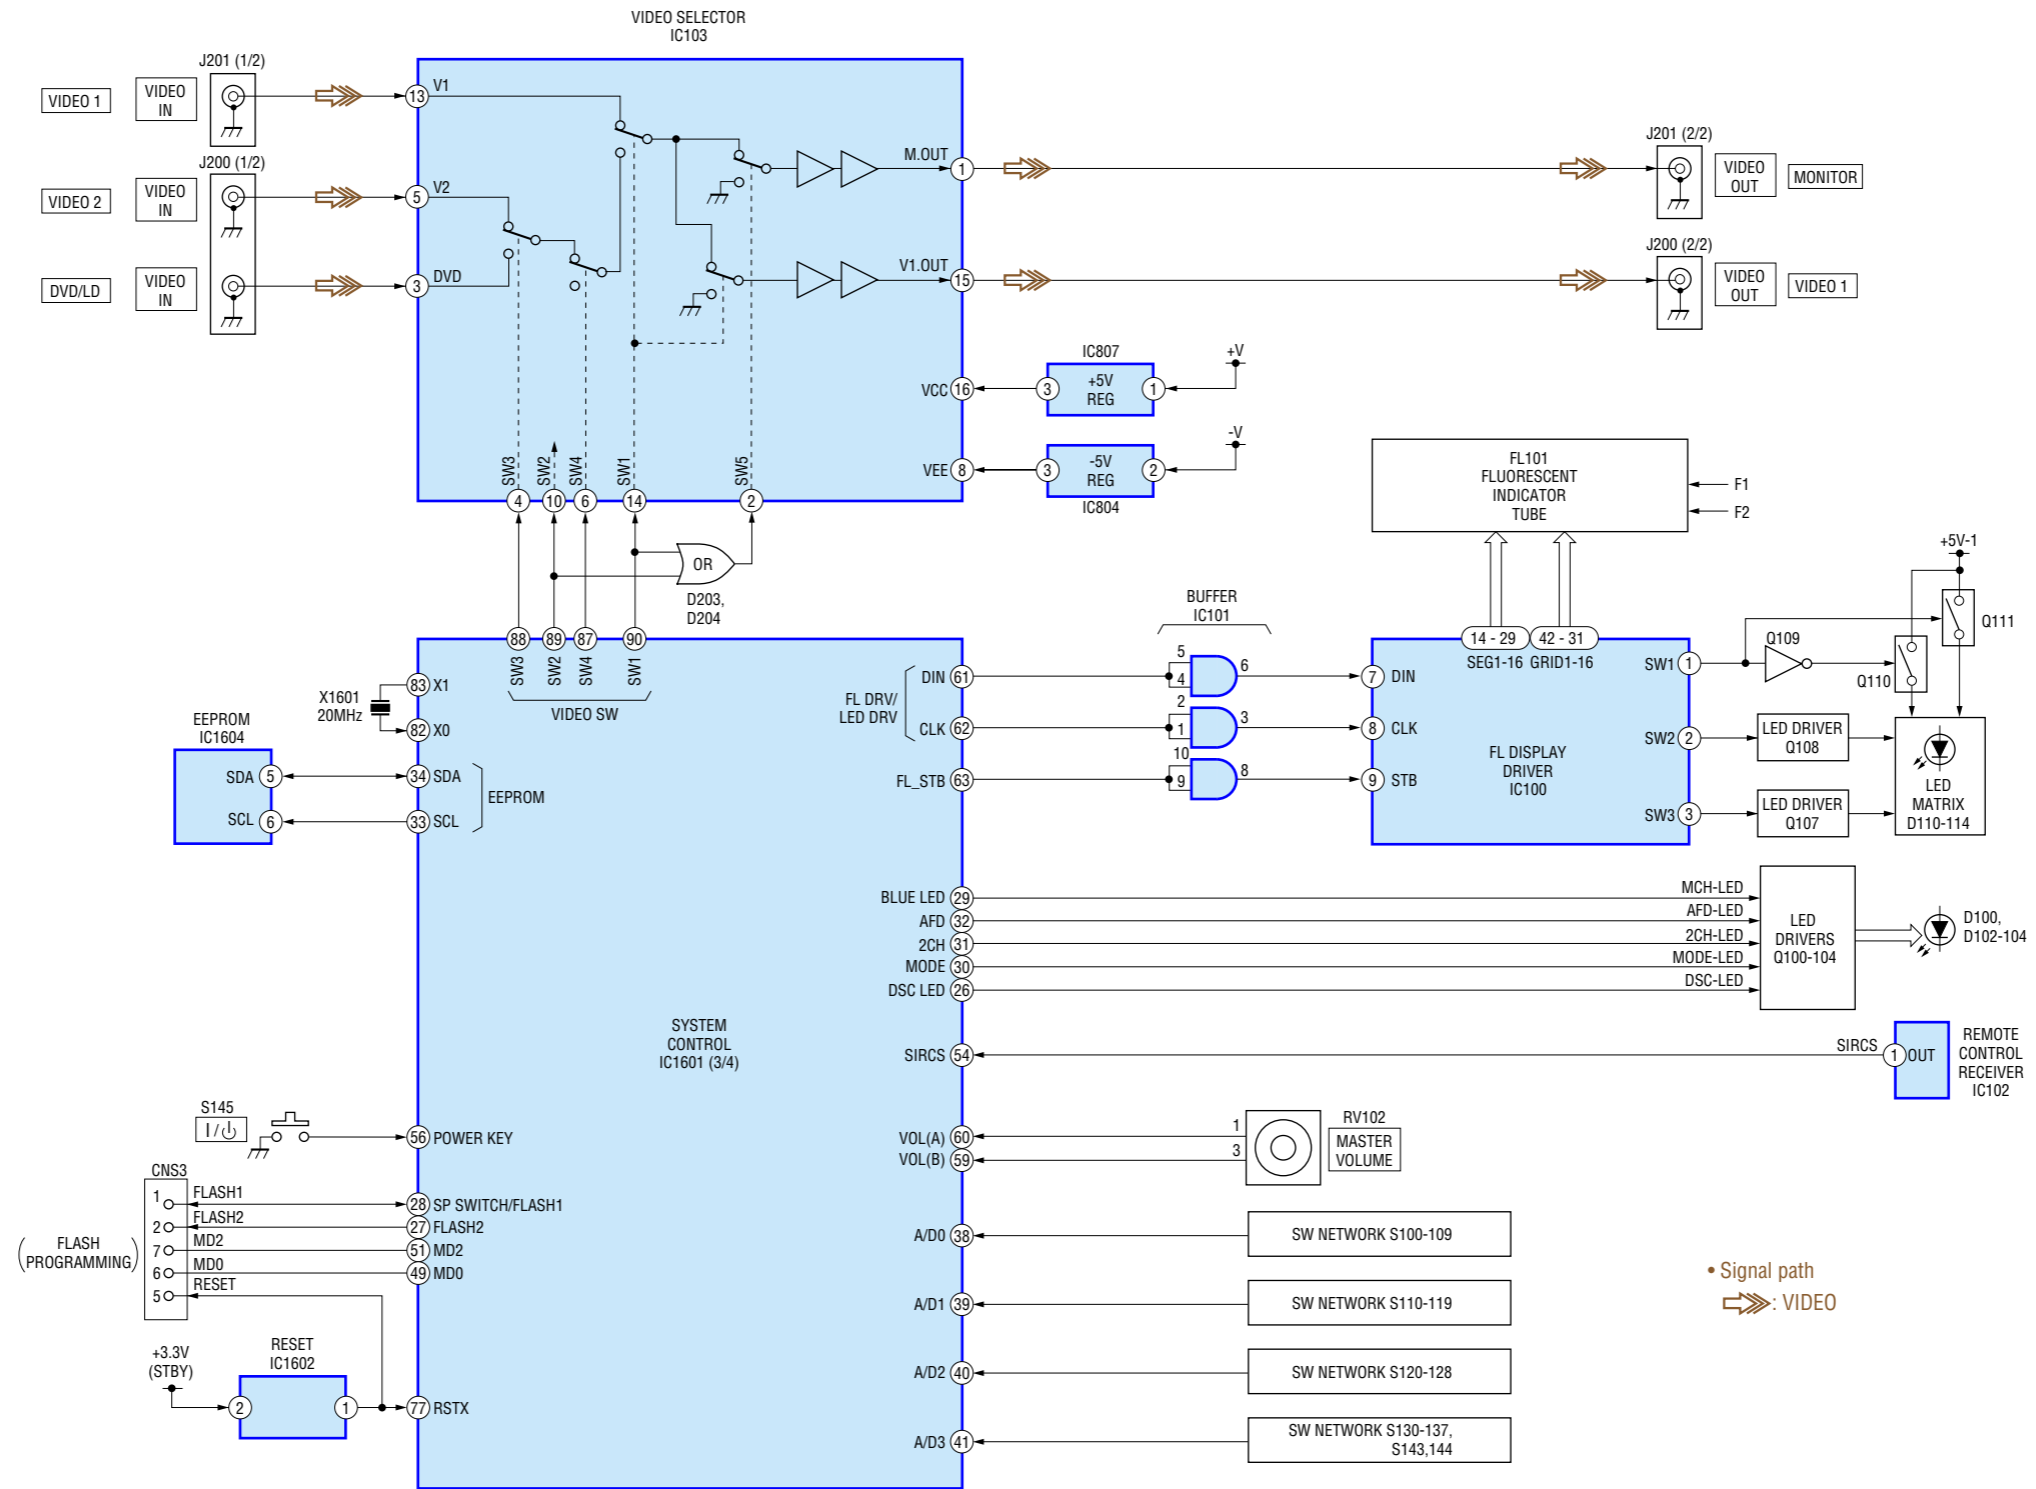 VIDEO SELECTOR
IC103
J201 (1/2)
VIDEO 1
VIDEO
IN
13
V1
J200 (1/2)
VIDEO 2
VIDEO
IN
5
V2
DVD/LD
VIDEO
IN
3
DVD
M.OUT
1
J201 (2/2)
VIDEO
OUT
MONITOR
V1.OUT
15
J200 (2/2)
VIDEO
OUT
VIDEO 1
VCC
16
IC807
3
+5V
REG
1
+V
VEE
8
3
-5V
REG
2
IC804
-V
SW3
SW2
SW4
SW1
SW5
4
10
6
14
2
OR
D203,
D204
88
89
87
90
SW3
SW2
SW4
SW1
VIDEO SW
FL101
FLUORESCENT
INDICATOR
TUBE
F1
F2
+5V-1
Q111
Q109
Q110
BUFFER
IC101
14 - 29
42 - 31
SEG1-16
GRID1-16
SW1
1
SW2
2
SW3
3
LED DRIVER
Q108
LED DRIVER
Q107
LED
MATRIX
D110-114
X1601
20MHz
83
X1
82
X0
EEPROM
IC1604
SDA
5
SCL
6
34
SDA
33
SCL
EEPROM
FL DRV/
LED DRV
DIN
61
5
4
6
7
DIN
CLK
62
2
1
3
8
CLK
FL_STB
63
10
9
8
9
STB
FL DISPLAY
DRIVER
IC100
BLUE LED
29
MCH-LED
AFD
32
AFD-LED
2CH
31
2CH-LED
MODE
30
MODE-LED
DSC LED
26
DSC-LED
LED
DRIVERS
Q100-104
D100,
D102-104
SYSTEM
CONTROL
IC1601 (3/4)
SIRCS
54
SIRCS
1
OUT
REMOTE
CONTROL
RECEIVER
IC102
S145
I/⏻
56
POWER KEY
VOL(A)
60
1
VOL(B)
59
3
RV102
MASTER
VOLUME
CNS3
(FLASH
PROGRAMMING)
1
FLASH1
28
SP SWITCH/FLASH1
2
FLASH2
27
FLASH2
7
MD2
51
MD2
6
MD0
49
MD0
5
RESET
+3.3V
(STBY)
RESET
IC1602
2
1
77
RSTX
A/D0
38
SW NETWORK S100-109
A/D1
39
SW NETWORK S110-119
A/D2
40
SW NETWORK S120-128
A/D3
41
SW NETWORK S130-137,
S143,144
• Signal path
: VIDEO